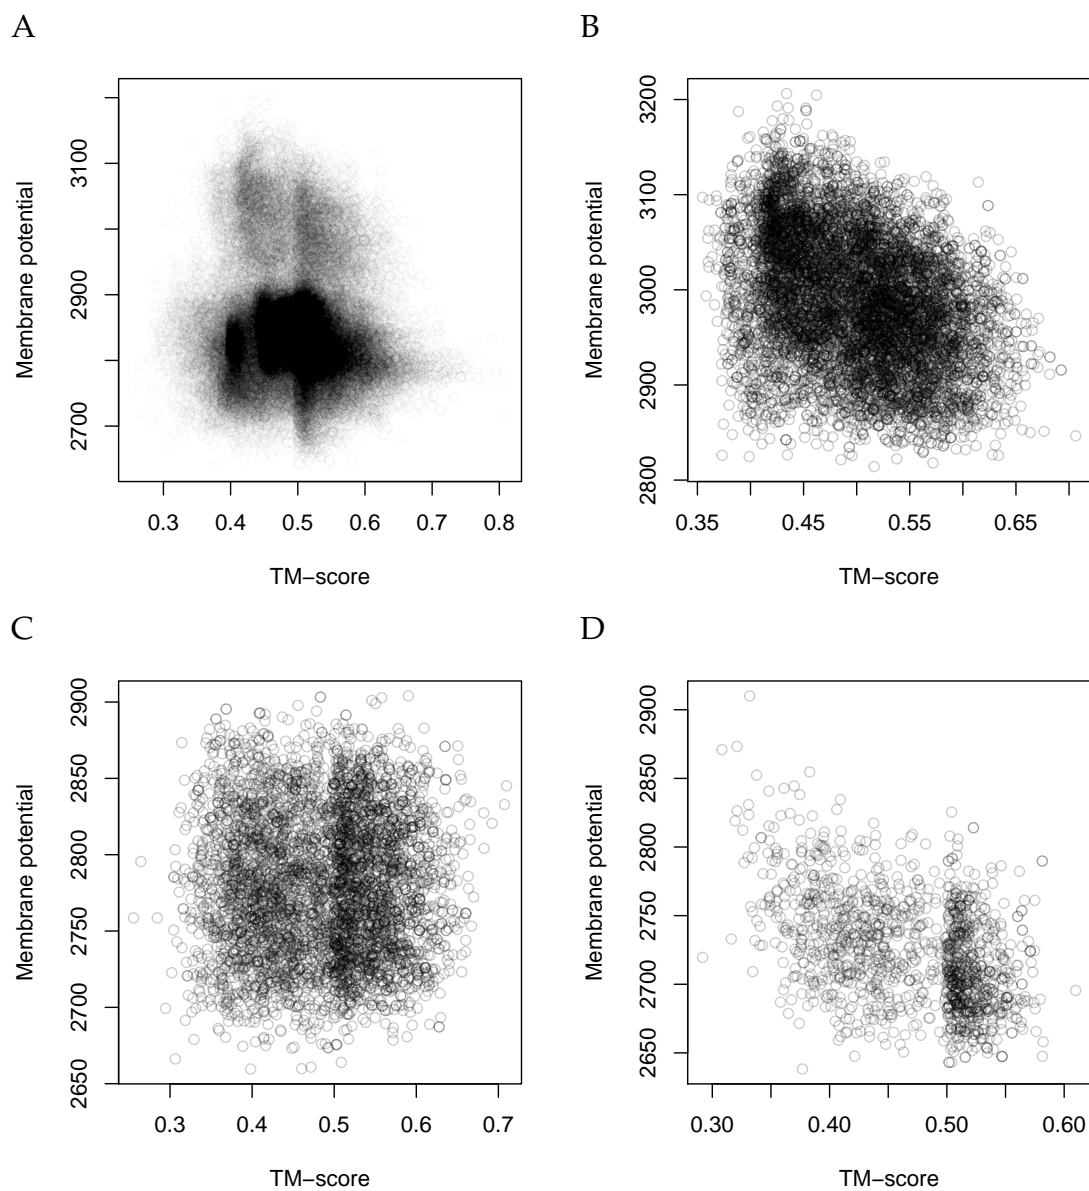 A
Membrane potential
2700 2900 3100
0.3 0.4 0.5 0.6 0.7 0.8
TM−score
B
Membrane potential
2800 2900 3000 3100 3200
0.35 0.45 0.55 0.65
TM−score
C
Membrane potential
2650 2700 2750 2800 2850 2900
0.3 0.4 0.5 0.6 0.7
TM−score
D
Membrane potential
2650 2700 2750 2800 2850 2900
0.30 0.40 0.50 0.60
TM−score